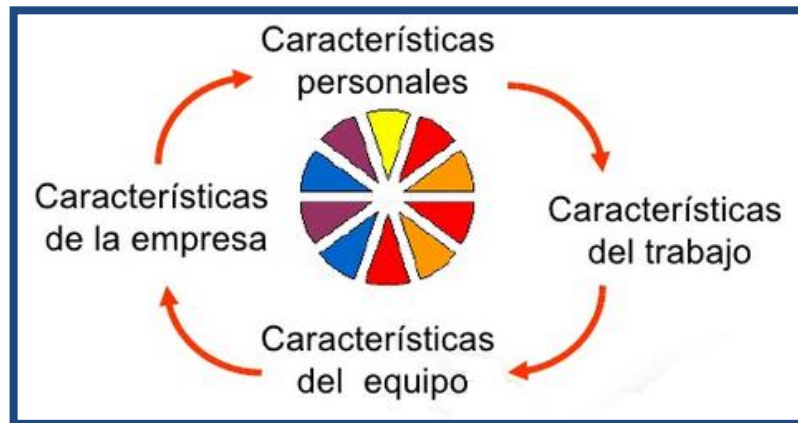 Características
personales
Características
de la empresa
Características
del trabajo
Características
del equipo